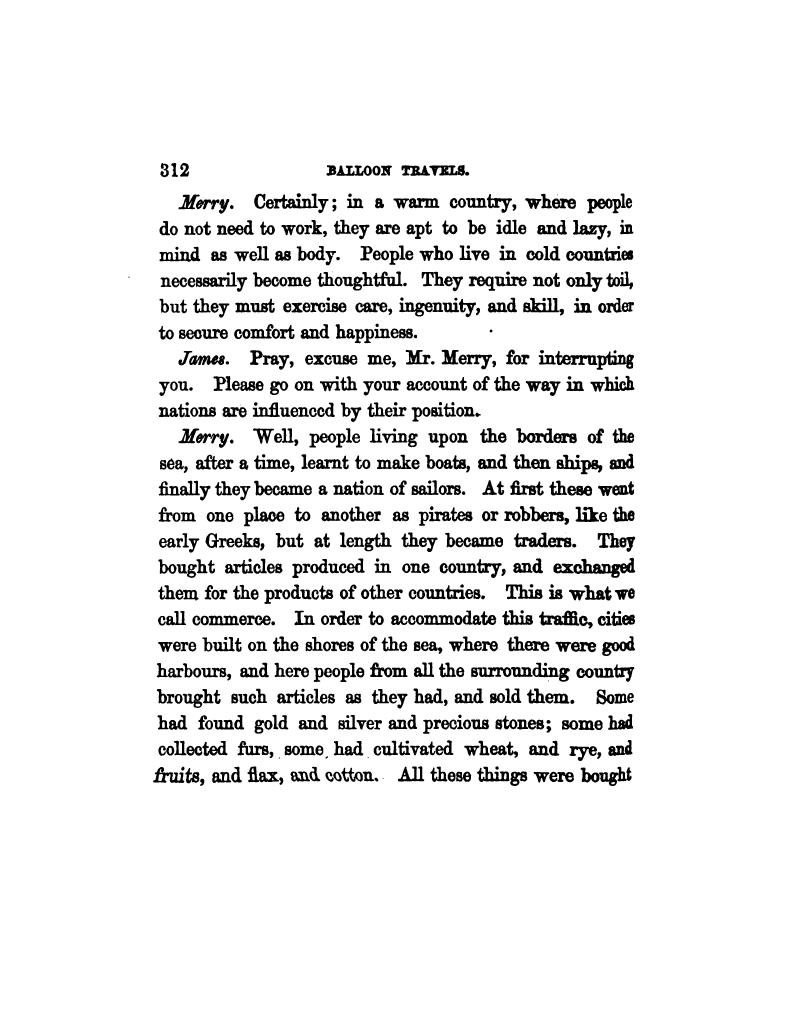 312 BALLOON TRAVELS.
Merry. Certainly; in a warm country, where people
do not need to work, they are apt to be idle and lazy, in
mind as well as body. People who live in cold countries
necessarily become thoughtful. They require not only toil,
but they must exercise care, ingenuity, and skill, in order
to secure comfort and happiness.
James. Pray, excuse me, Mr. Merry, for interrupting
you. Please go on with your account of the way in which
nations are influenced by their position.
Merry. Well, people living upon the borders of the
sea, after a time, learnt to make boats, and then ships, and
finally they became a nation of sailors. At first these went
from one place to another as pirates or robbers, like the
early Greeks, but at length they became traders. They
bought articles produced in one country, and exchanged
them for the products of other countries. This is what we
call commerce. In order to accommodate this traffic, cities
were built on the shores of the sea, where there were good
harbours, and here people from all the surrounding country
brought such articles as they had, and sold them. Some
had found gold and silver and precious stones; some had
collected furs, some had cultivated wheat, and rye, and
fruits, and flax, and cotton. All these things were bought